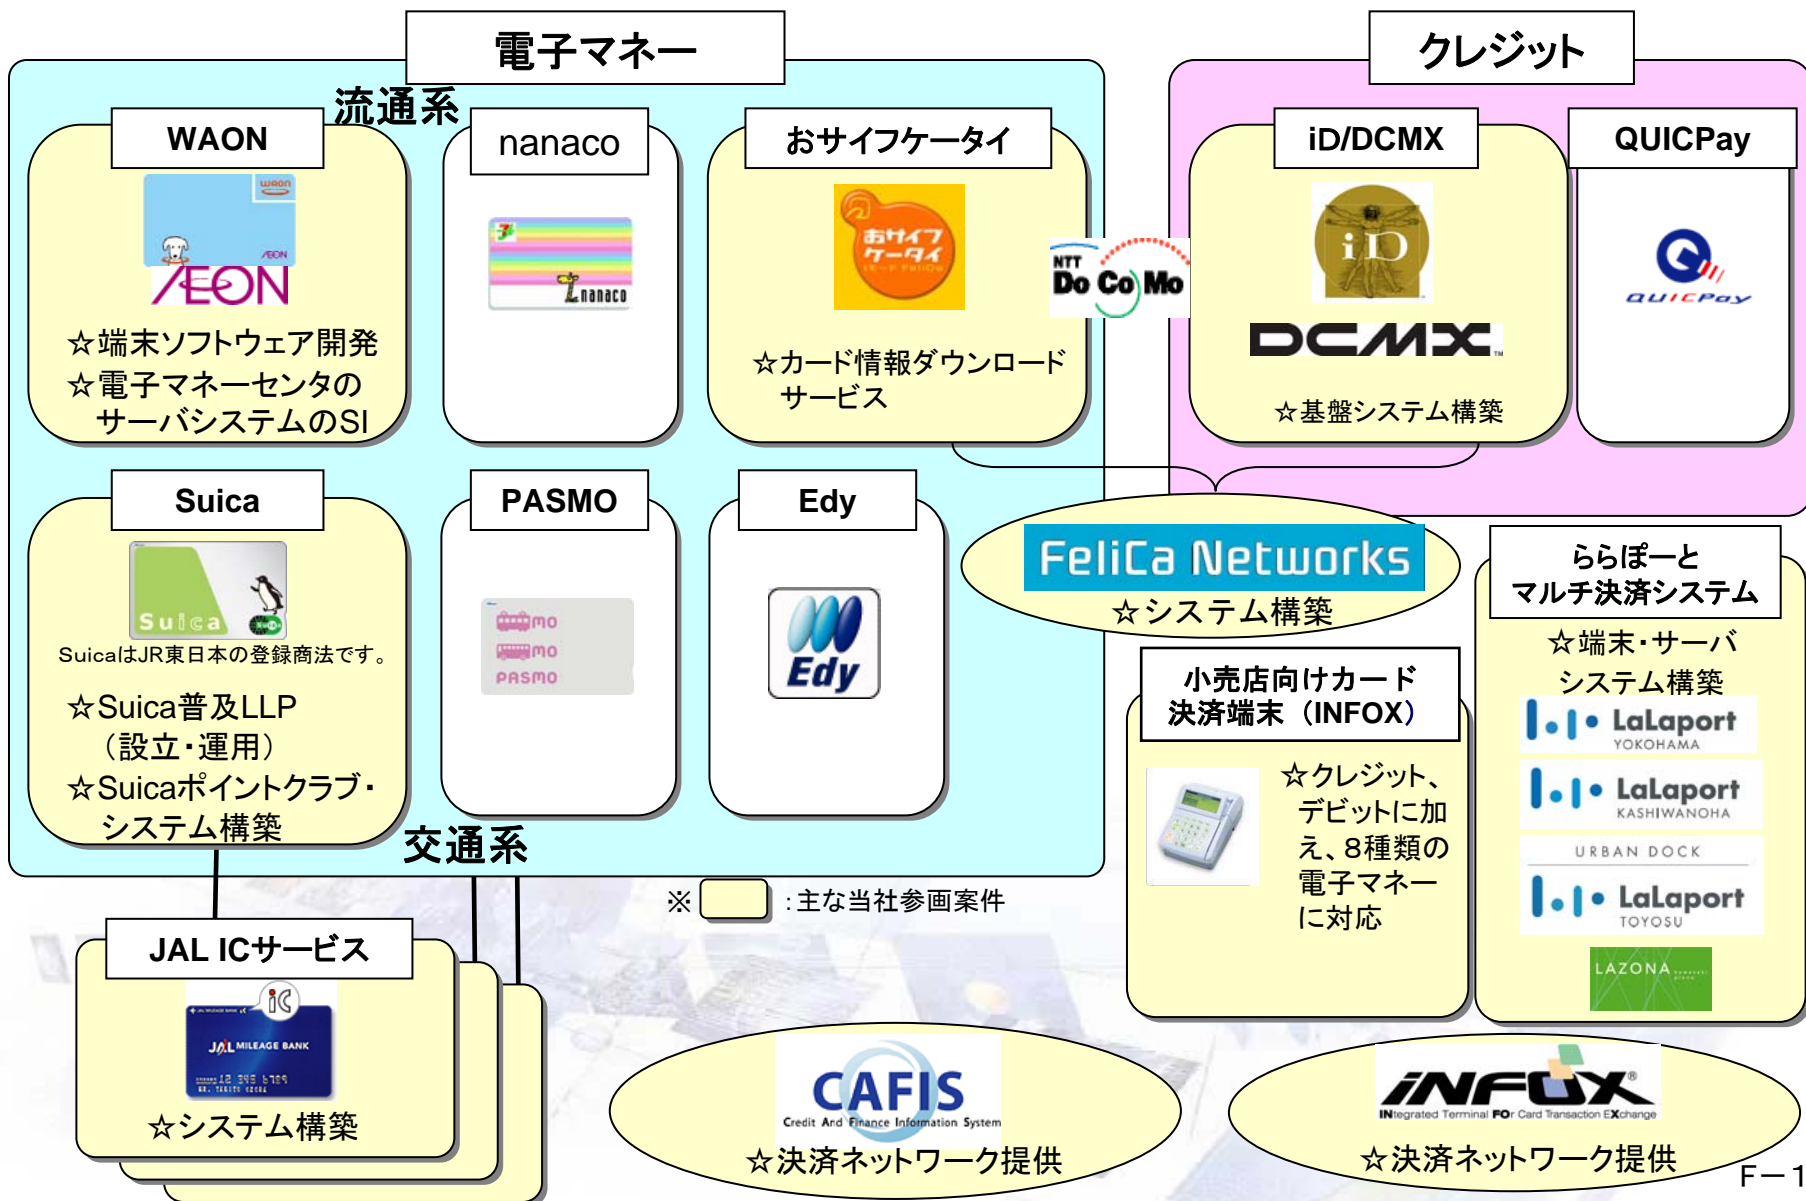 電子マネー
クレジット
流通系
WAON
waon
ÆON
ÆON
☆端末ソフトウェア開発
☆電子マネーセンタの
サーバシステムのSI
nanaco
nanaco
おサイフケータイ
おサイフ
ケータイ
iモード FeliCa
☆カード情報ダウンロード
サービス
NTT
DoCoMo
iD/DCMX
iD
DCMX
☆基盤システム構築
QUICPay
QUICPay
Suica
Suica
SuicaはJR東日本の登録商法です。
☆Suica普及LLP
（設立・運用）
☆Suicaポイントクラブ・
システム構築
PASMO
mo
mo
PASMO
Edy
Edy
交通系
FeliCa Networks
☆システム構築
ららぽーと
マルチ決済システム
☆端末・サーバ
システム構築
LaLaport
YOKOHAMA
LaLaport
KASHIWANOHA
URBAN DOCK
LaLaport
TOYOSU
LAZONA
小売店向けカード
決済端末（INFOX）
☆クレジット、
デビットに加
え、８種類の
電子マネー
に対応
※ ：主な当社参画案件
JAL ICサービス
iC
JAL MILEAGE BANK
☆システム構築
CAFIS
Credit And Finance Information System
☆決済ネットワーク提供
iNFOX®
INtegrated Terminal FOr Card Transaction EXchange
☆決済ネットワーク提供
F－1